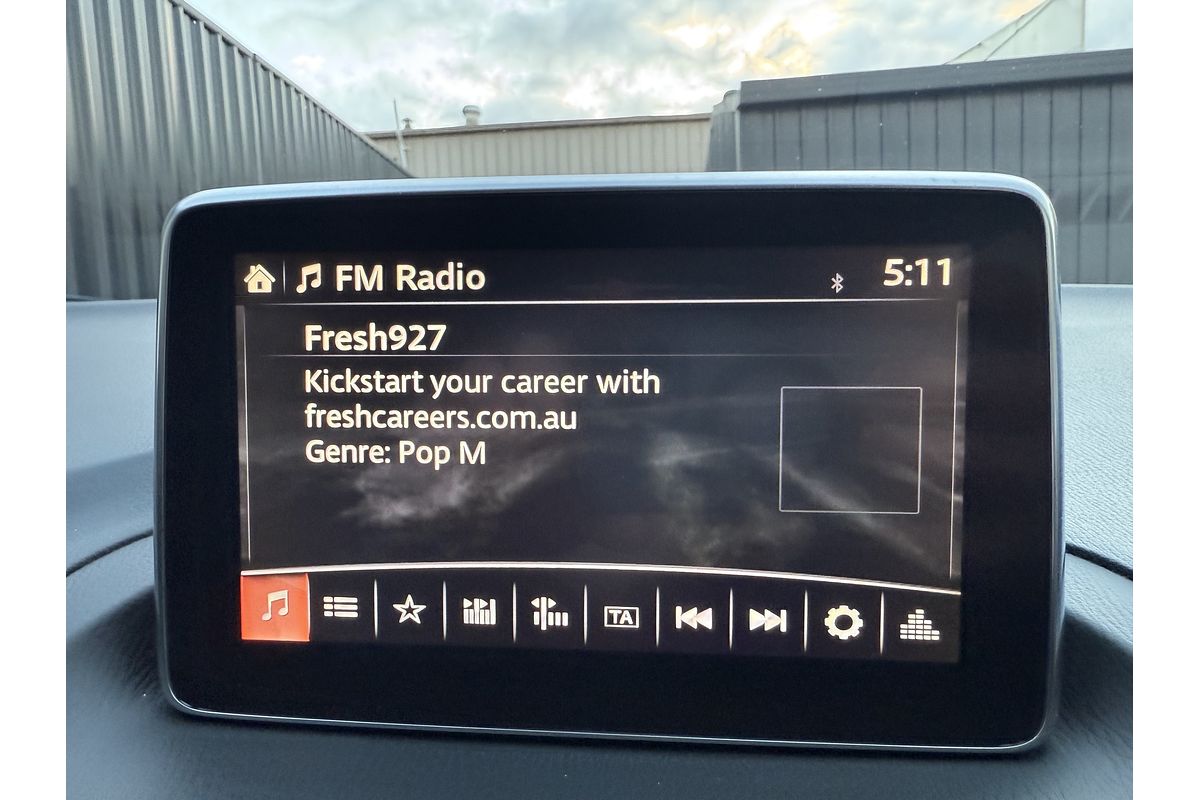 FM Radio
5:11
Fresh927
Kickstart your career with
freshcareers.com.au
Genre: Pop M
TA